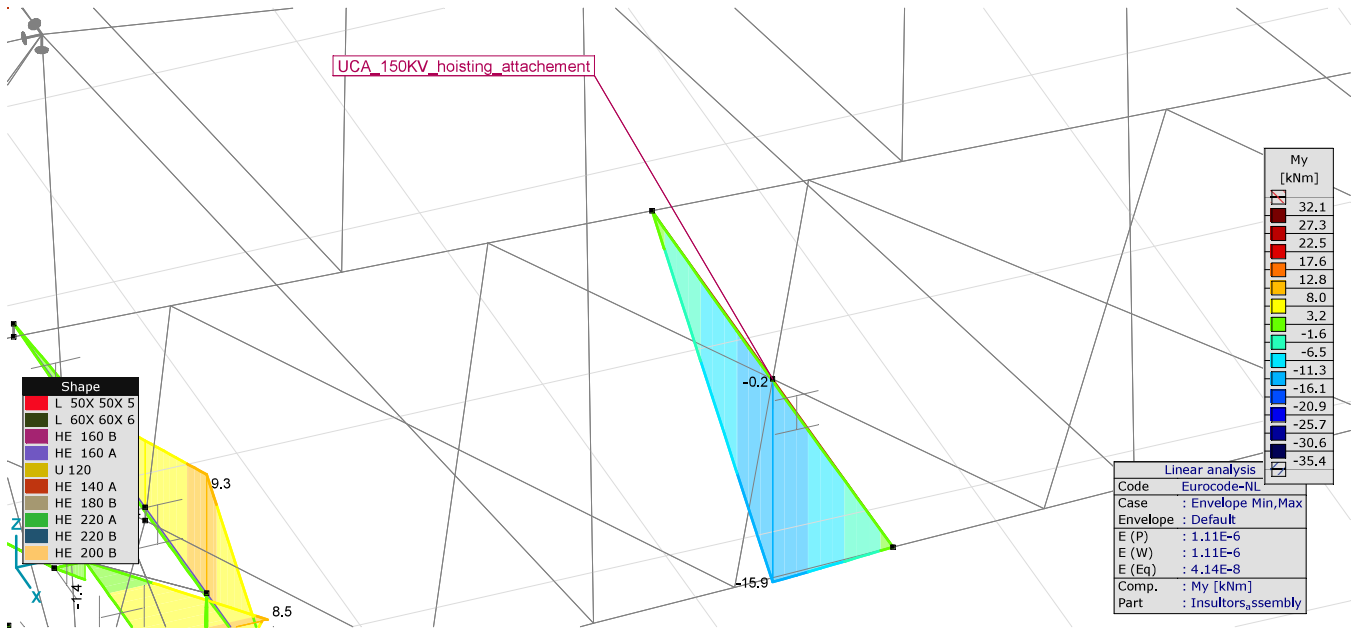 UCA_150KV_hoisting_attachement
My
[kNm]
32.1
27.3
22.5
17.6
12.8
8.0
3.2
-1.6
-6.5
-11.3
-16.1
-20.9
-25.7
-30.6
-35.4
-0.2
Shape
L 50X 50X 5
L 60X 60X 6
HE 160 B
HE 160 A
U 120
HE 140 A
HE 180 B
HE 220 A
HE 220 B
HE 200 B
9.3
Z
X
-1.4
8.5
-15.9
Linear analysis
Code Eurocode-NL
Case : Envelope Min,Max
Envelope : Default
E (P) : 1.11E-6
E (W) : 1.11E-6
E (Eq) : 4.14E-8
Comp. : My [kNm]
Part : Insultors_assembly